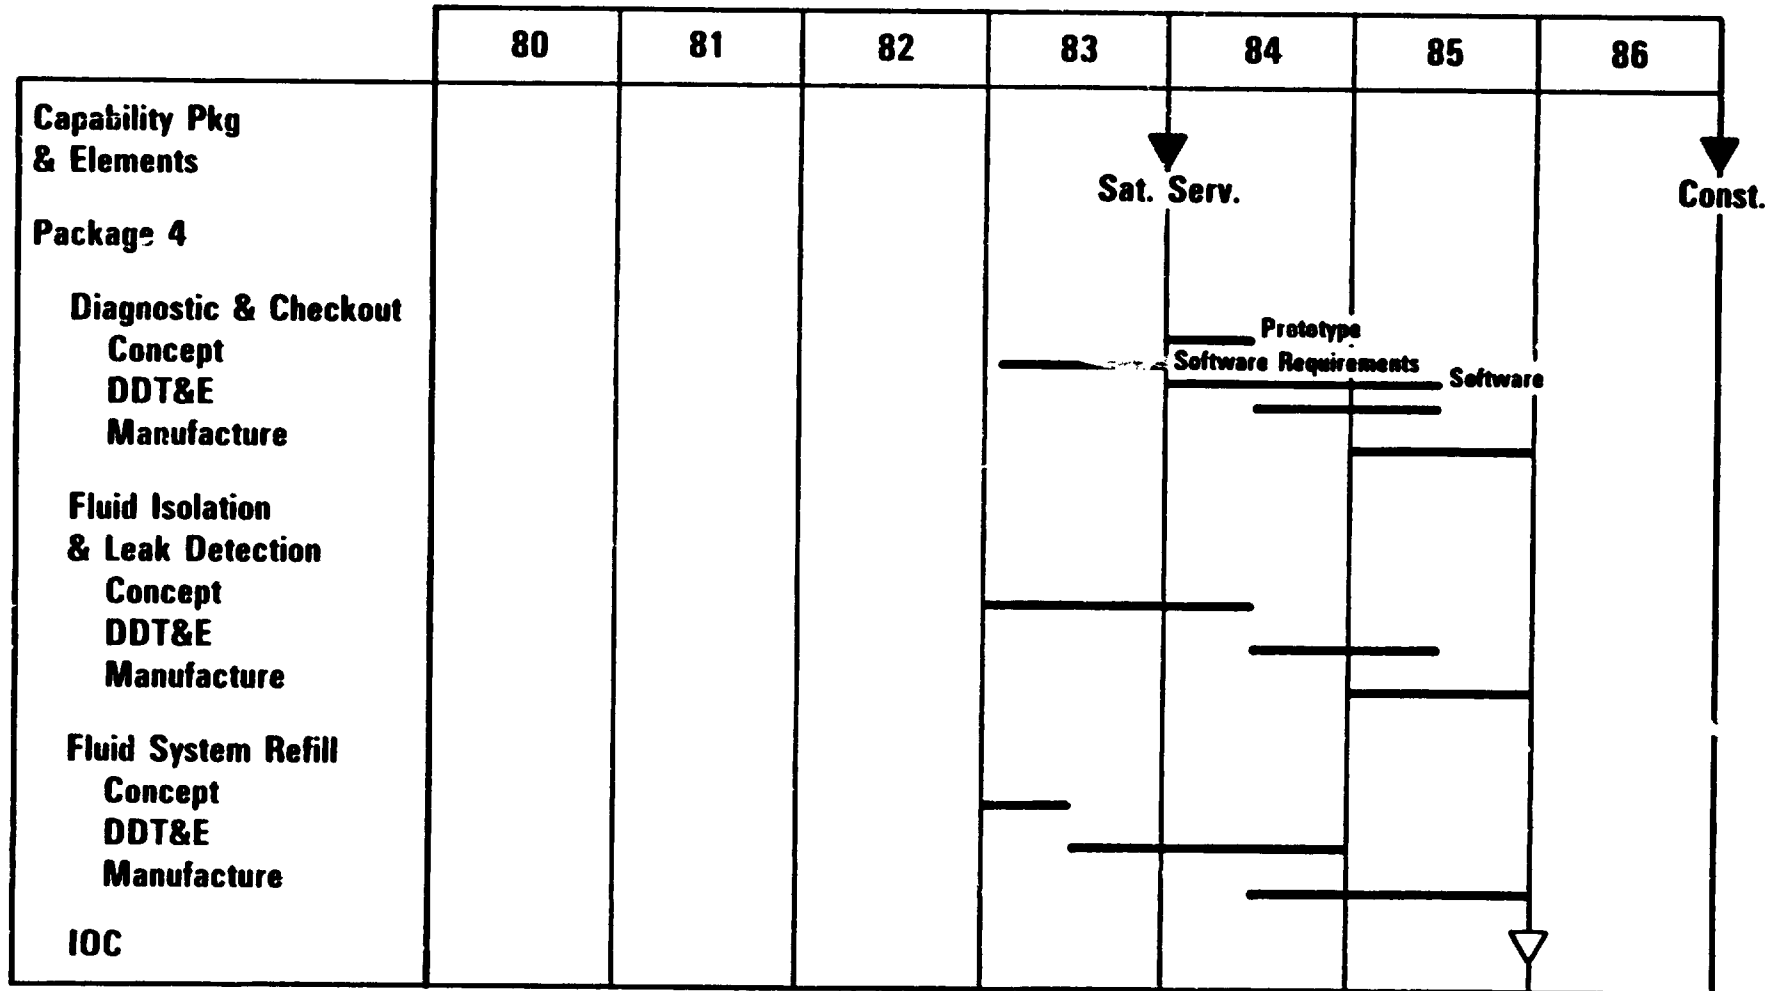 80 81 82 83 84 85 86
Capability Pkg
& Elements
Sat. Serv.
Const.
Package 4
Diagnostic & Checkout
Prototype
Concept
Software Requirements
Software
DDT&E
Manufacture
Fluid Isolation
& Leak Detection
Concept
DDT&E
Manufacture
Fluid System Refill
Concept
DDT&E
Manufacture
IOC